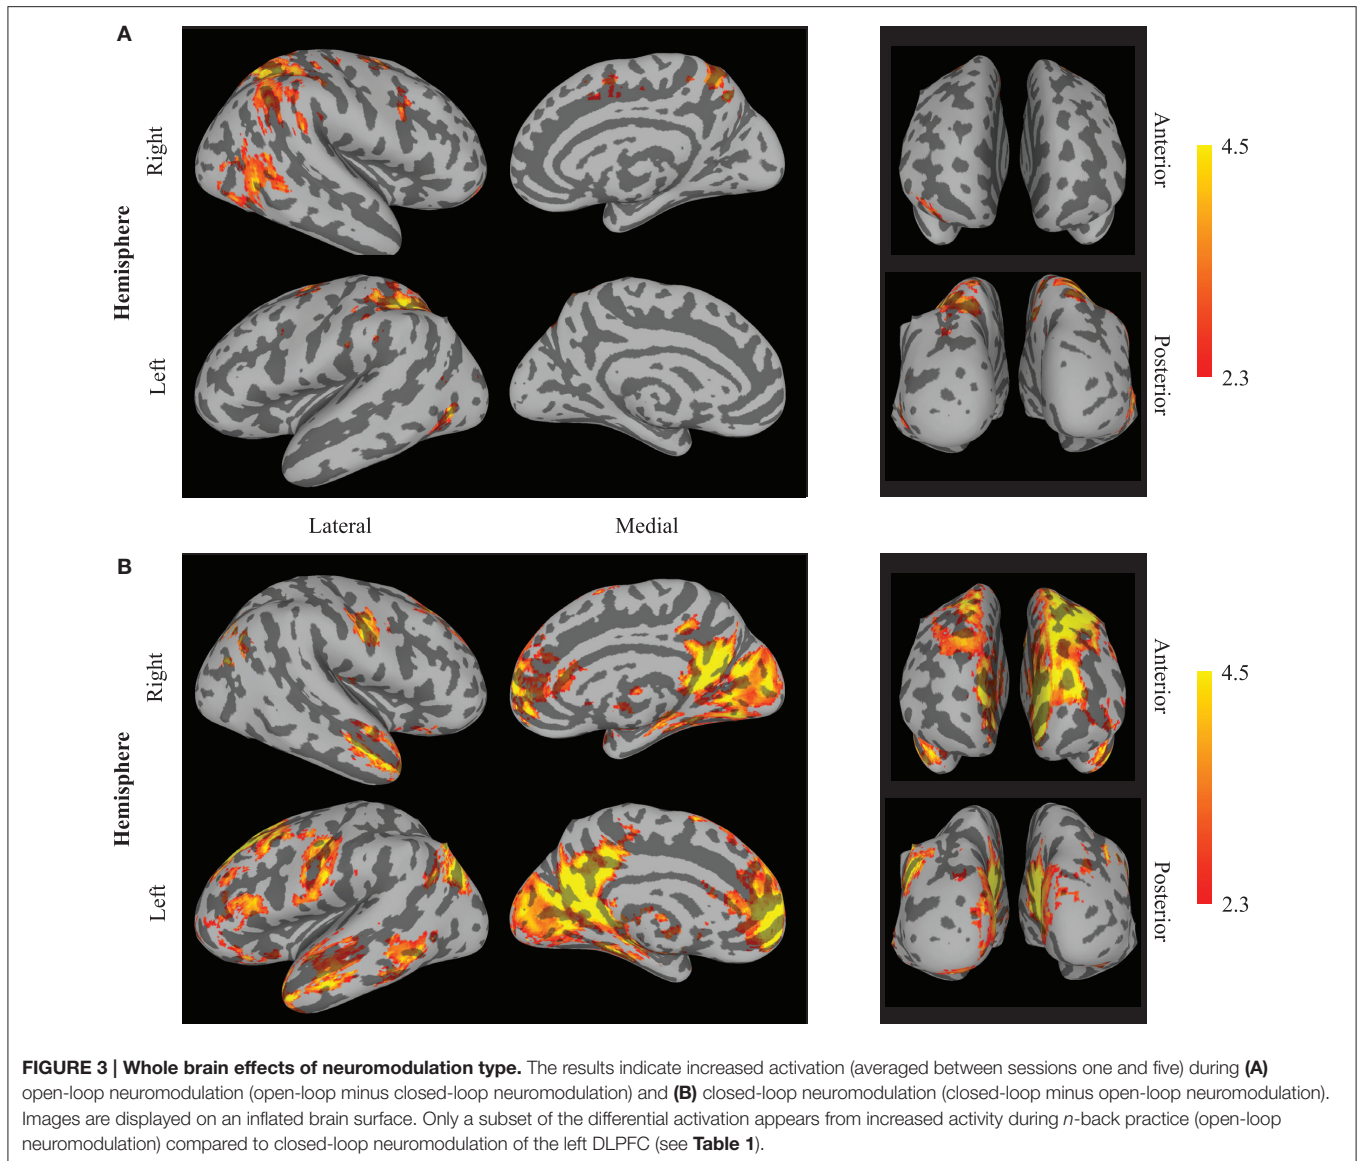 A
Right
Hemisphere
Left
Anterior
Posterior
4.5
2.3
Lateral
Medial
B
Right
Hemisphere
Left
Anterior
Posterior
4.5
2.3
FIGURE 3 | Whole brain effects of neuromodulation type. The results indicate increased activation (averaged between sessions one and five) during (A)
open-loop neuromodulation (open-loop minus closed-loop neuromodulation) and (B) closed-loop neuromodulation (closed-loop minus open-loop neuromodulation).
Images are displayed on an inflated brain surface. Only a subset of the differential activation appears from increased activity during n-back practice (open-loop
neuromodulation) compared to closed-loop neuromodulation of the left DLPFC (see Table 1).